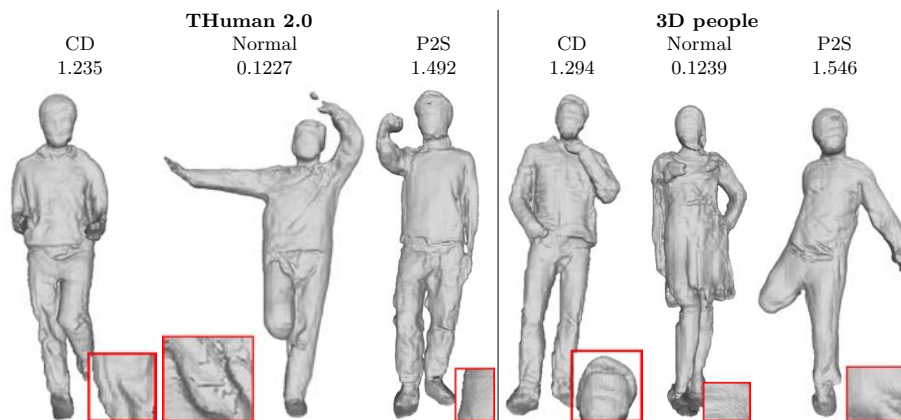 THuman 2.0
CD Normal P2S
1.235 0.1227 1.492
3D people
CD Normal P2S
1.294 0.1239 1.546